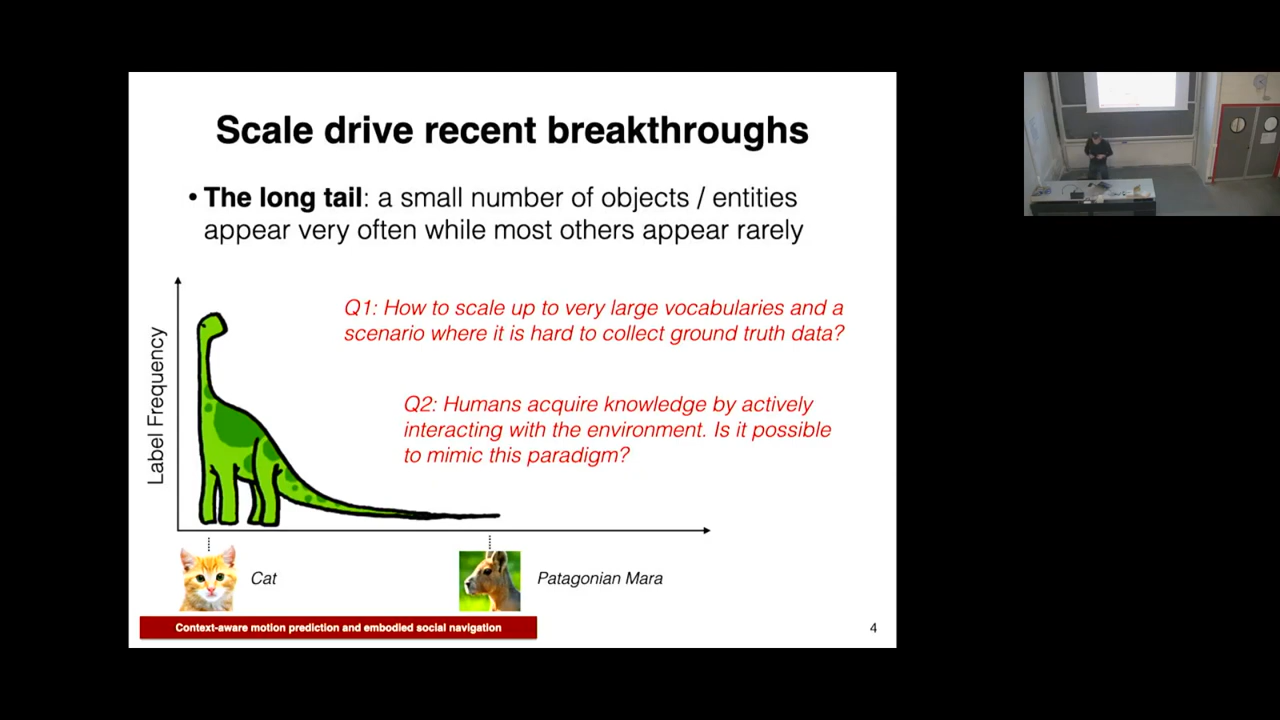 Scale drive recent breakthroughs
• The long tail: a small number of objects / entities
appear very often while most others appear rarely
Q1: How to scale up to very large vocabularies and a
scenario where it is hard to collect ground truth data?
Label Frequency
Q2: Humans acquire knowledge by actively
interacting with the environment. Is it possible
to mimic this paradigm?
Cat
Patagonian Mara
Context-aware motion prediction and embodied social navigation
4